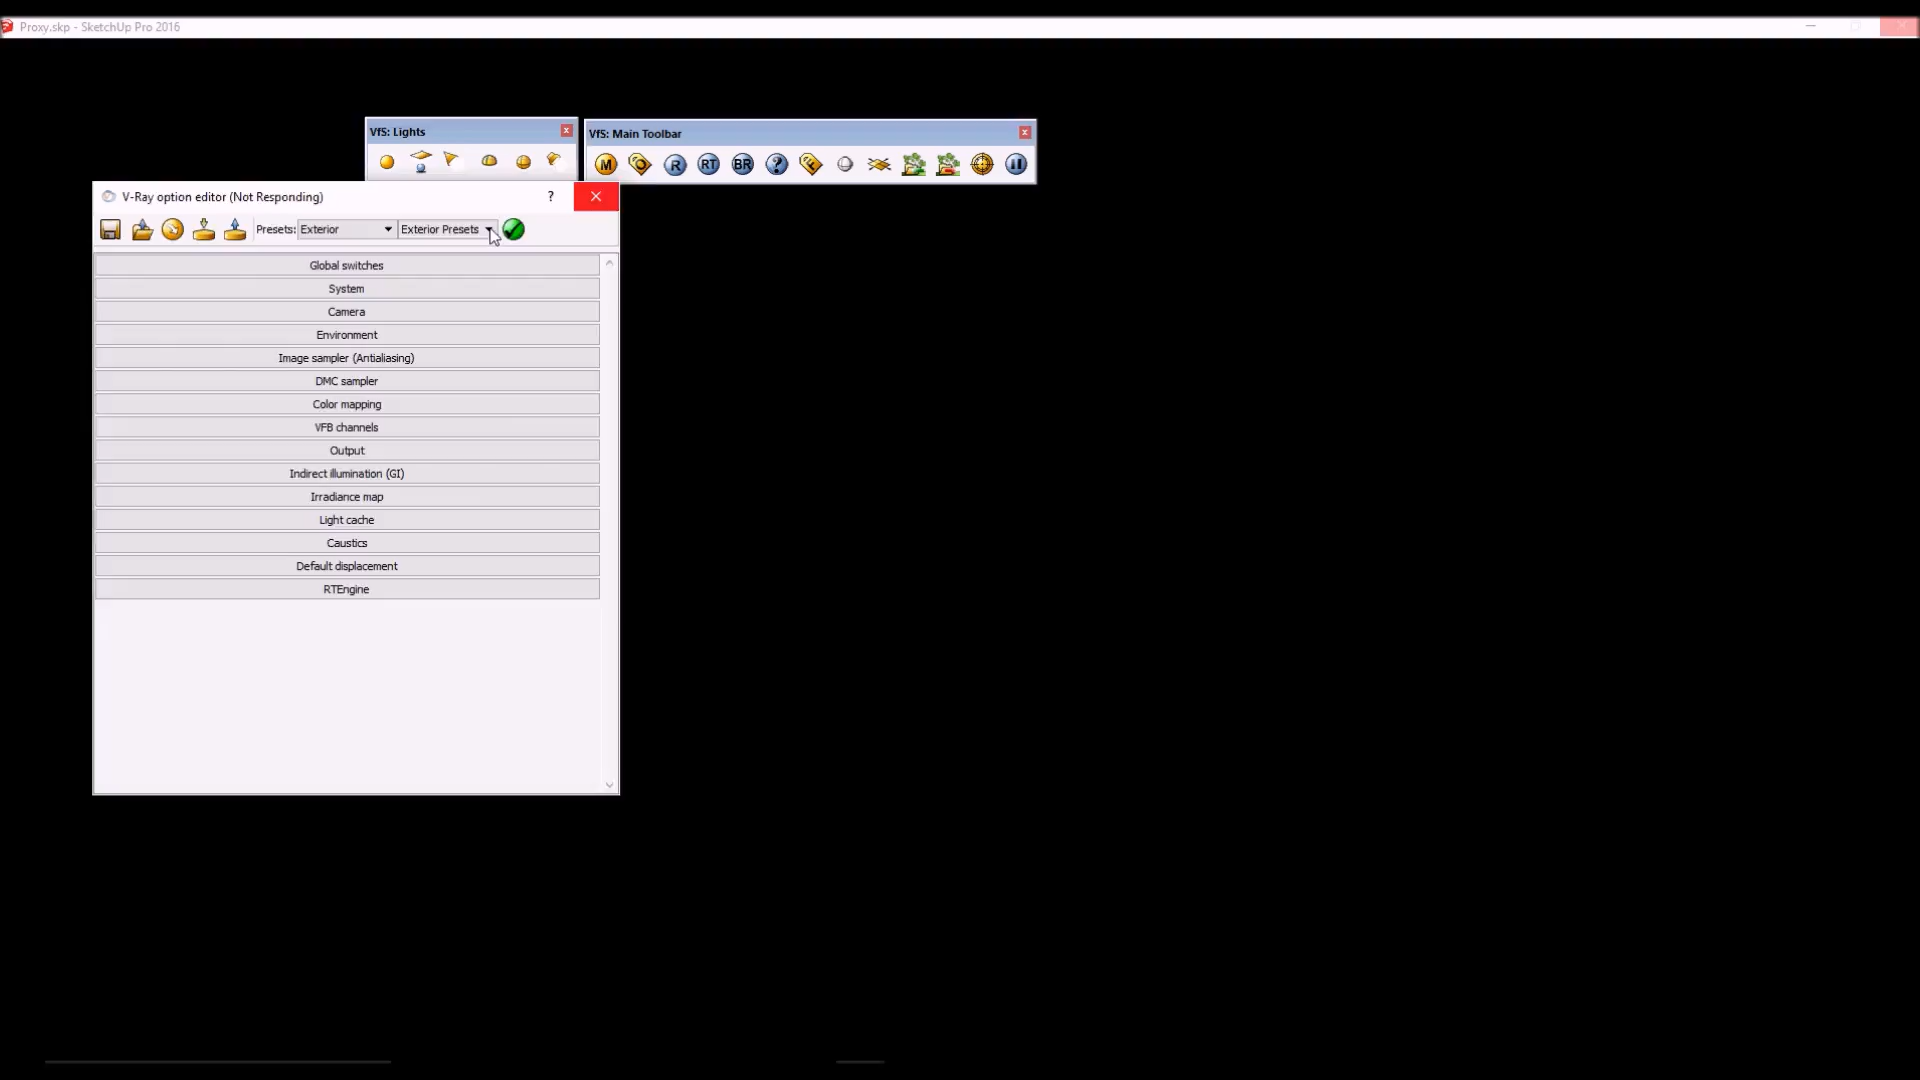 Proxy.skp - SketchUp Pro 2016
VfS: Lights
VfS: Main Toolbar
M R RT BR ?
V-Ray option editor (Not Responding)
?
Presets: Exterior Exterior Presets
Global switches
System
Camera
Environment
Image sampler (Antialiasing)
DMC sampler
Color mapping
VFB channels
Output
Indirect illumination (GI)
Irradiance map
Light cache
Caustics
Default displacement
RTEngine